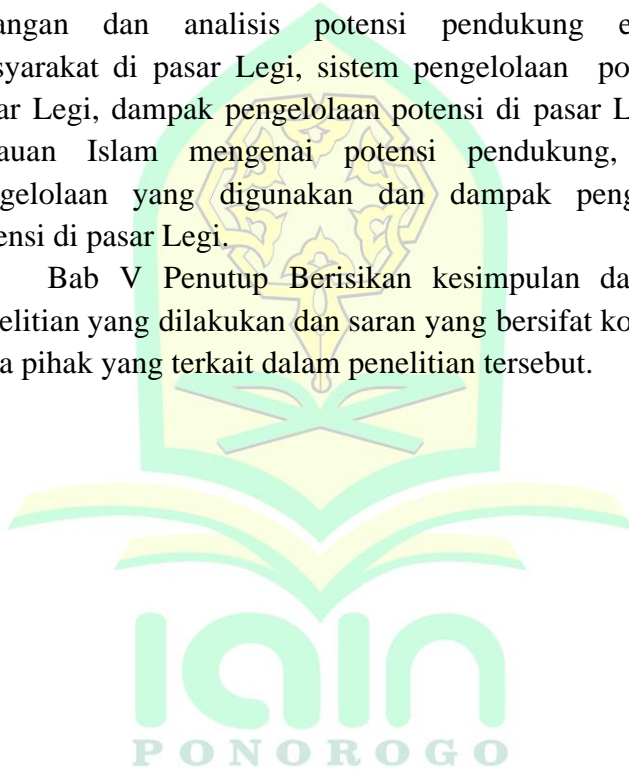 angan dan analisis potensi pendukung e
syarakat di pasar Legi, sistem pengelolaan po
ar Legi, dampak pengelolaan potensi di pasar L
auan Islam mengenai potensi pendukung,
gelolaan yang digunakan dan dampak peng
ensi di pasar Legi.
Bab V Penutup Berisikan kesimpulan da
elitian yang dilakukan dan saran yang bersifat ko
a pihak yang terkait dalam penelitian tersebut.
iain
PONOROGO